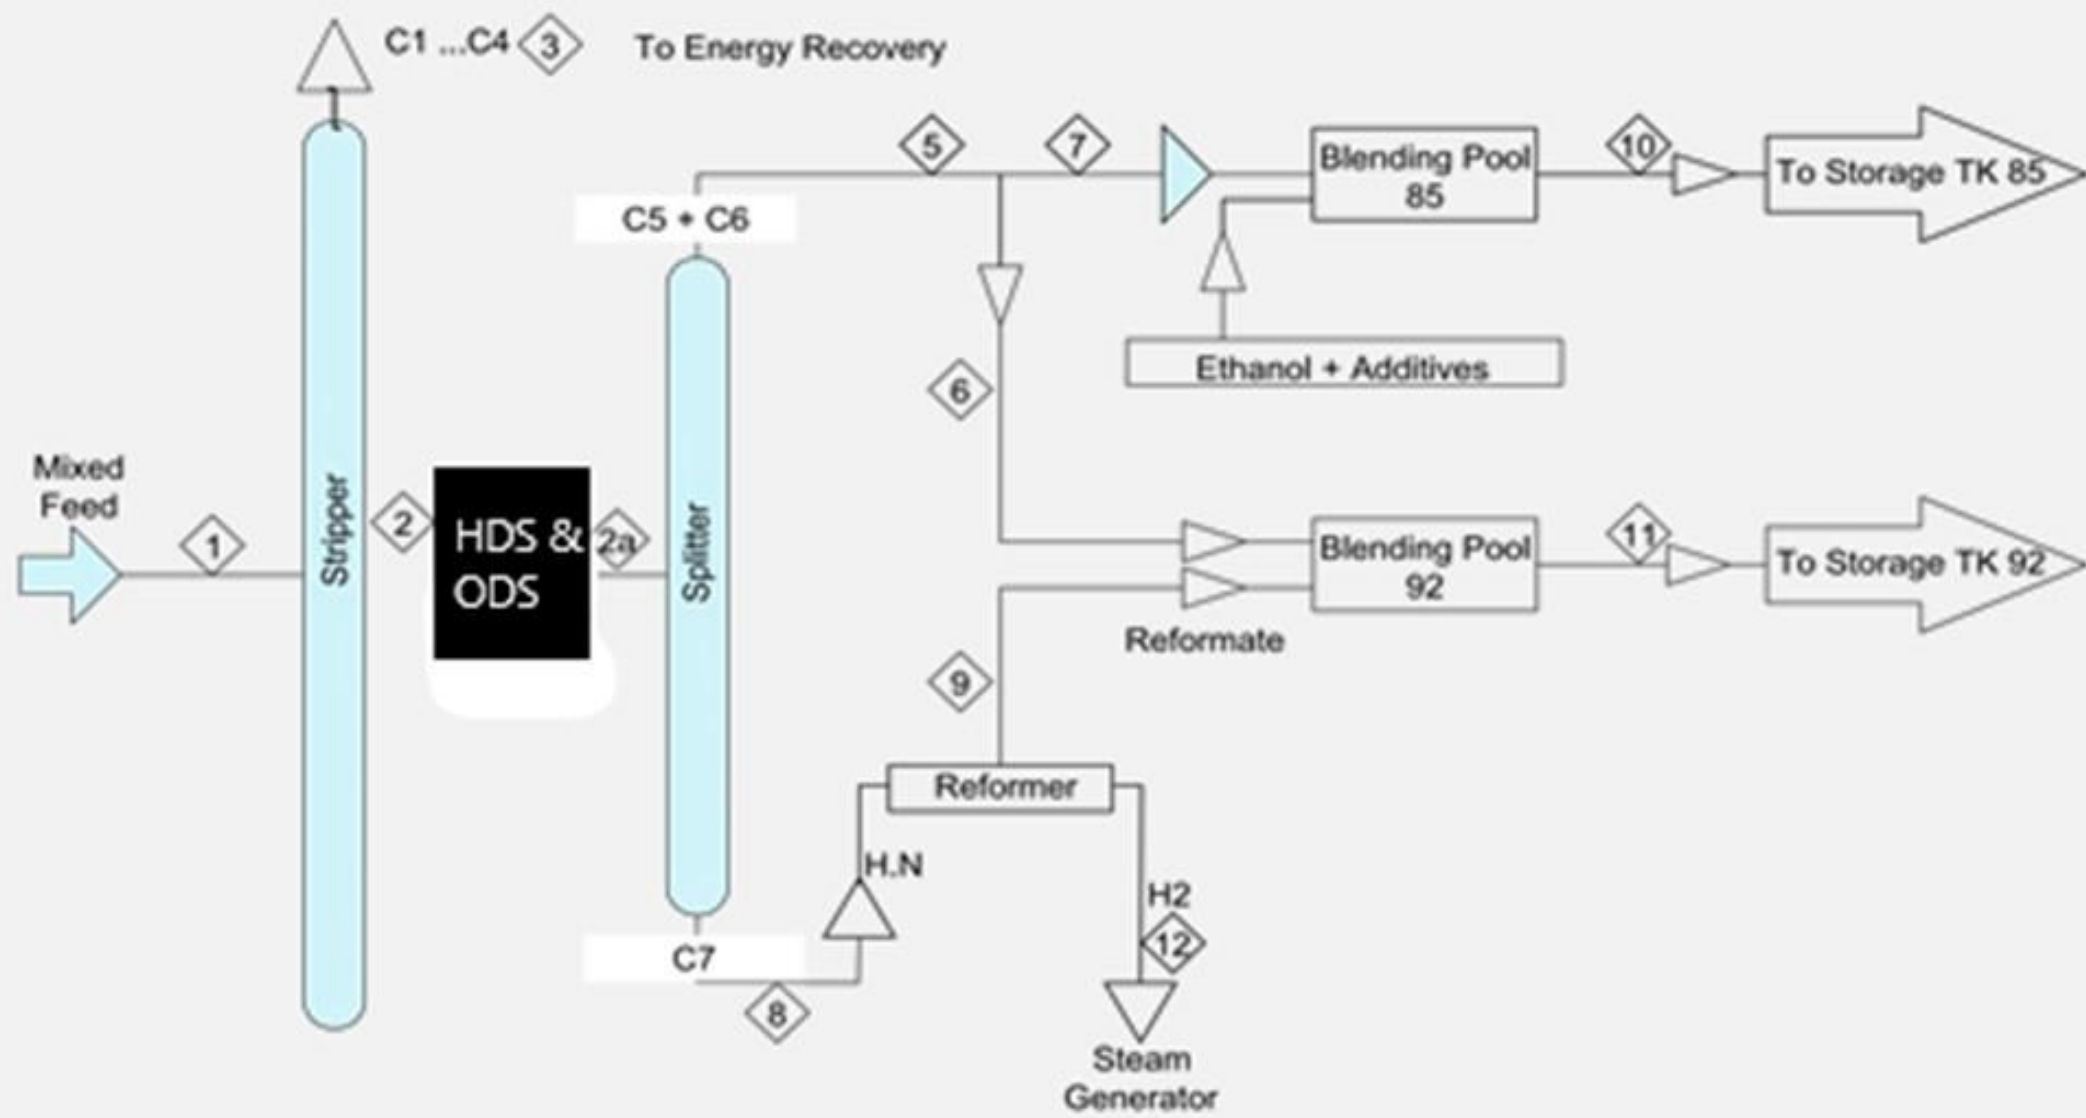 C1 ...C4
3
To Energy Recovery
5
7
Blending Pool
85
10
To Storage TK 85
C5 + C6
Ethanol + Additives
6
Mixed
Feed
1
Stripper
2
HDS &
ODS
2a
Splitter
Blending Pool
92
11
To Storage TK 92
Reformate
9
Reformer
H.N
H2
12
C7
8
Steam
Generator